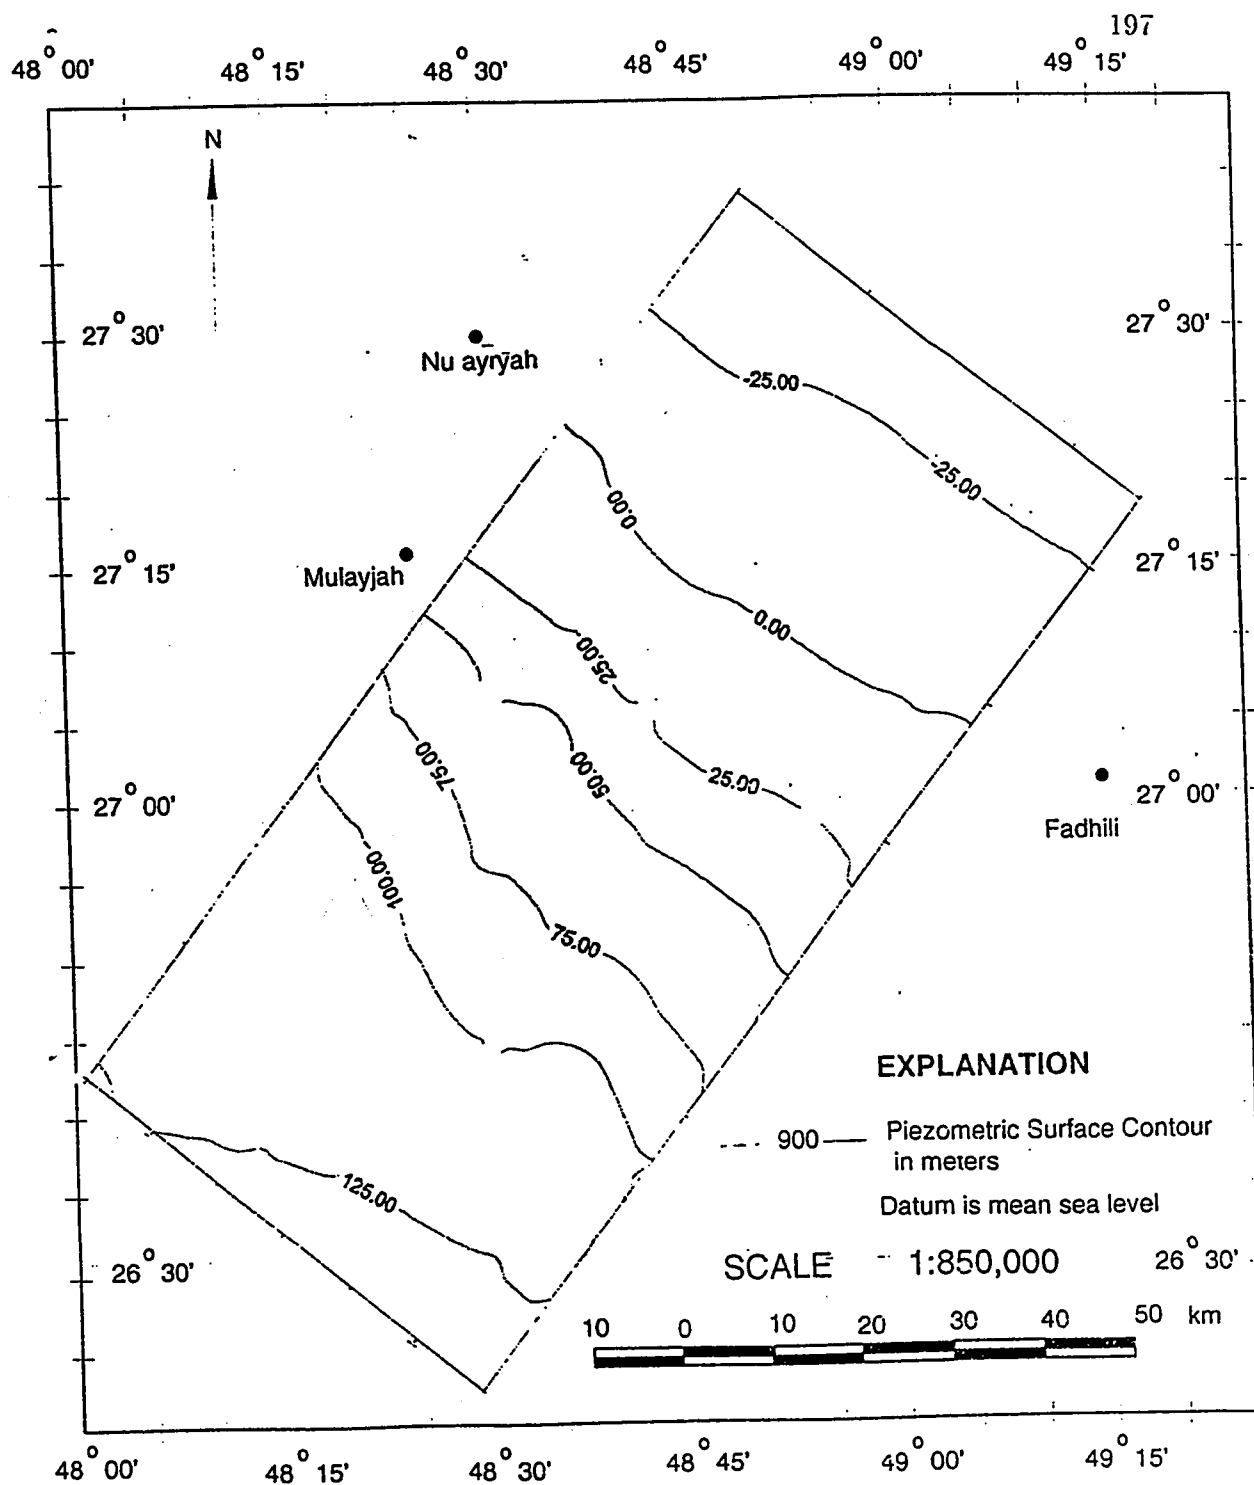 197
48° 00' 48° 15' 48° 30' 48° 45' 49° 00' 49° 15'
N
27° 30' 27° 30'
Nu ayr̄ȳah
-25.00
-25.00
0.00
27° 15' 27° 15'
Mulayjah
0.00
25.00
75.00
50.00
25.00
27° 00' 27° 00'
Fadhili
100.00
75.00
EXPLANATION
900 Piezometric Surface Contour
in meters
125.00
Datum is mean sea level
26° 30' SCALE 1:850,000 26° 30'
10 0 10 20 30 40 50 km
48° 00' 48° 15' 48° 30' 48° 45' 49° 00' 49° 15'